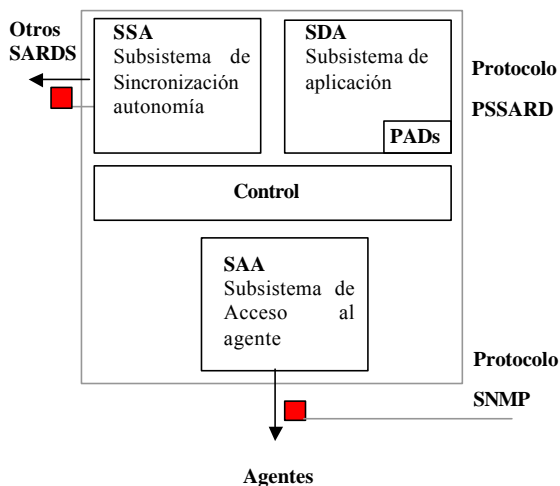 Otros
SARDS
SSA
Subsistema de
Sincronización
autonomía
SDA
Subsistema de
aplicación
PADs
Protocolo
PSSARD
Control
SAA
Subsistema de
Acceso al
agente
Protocolo
SNMP
Agentes